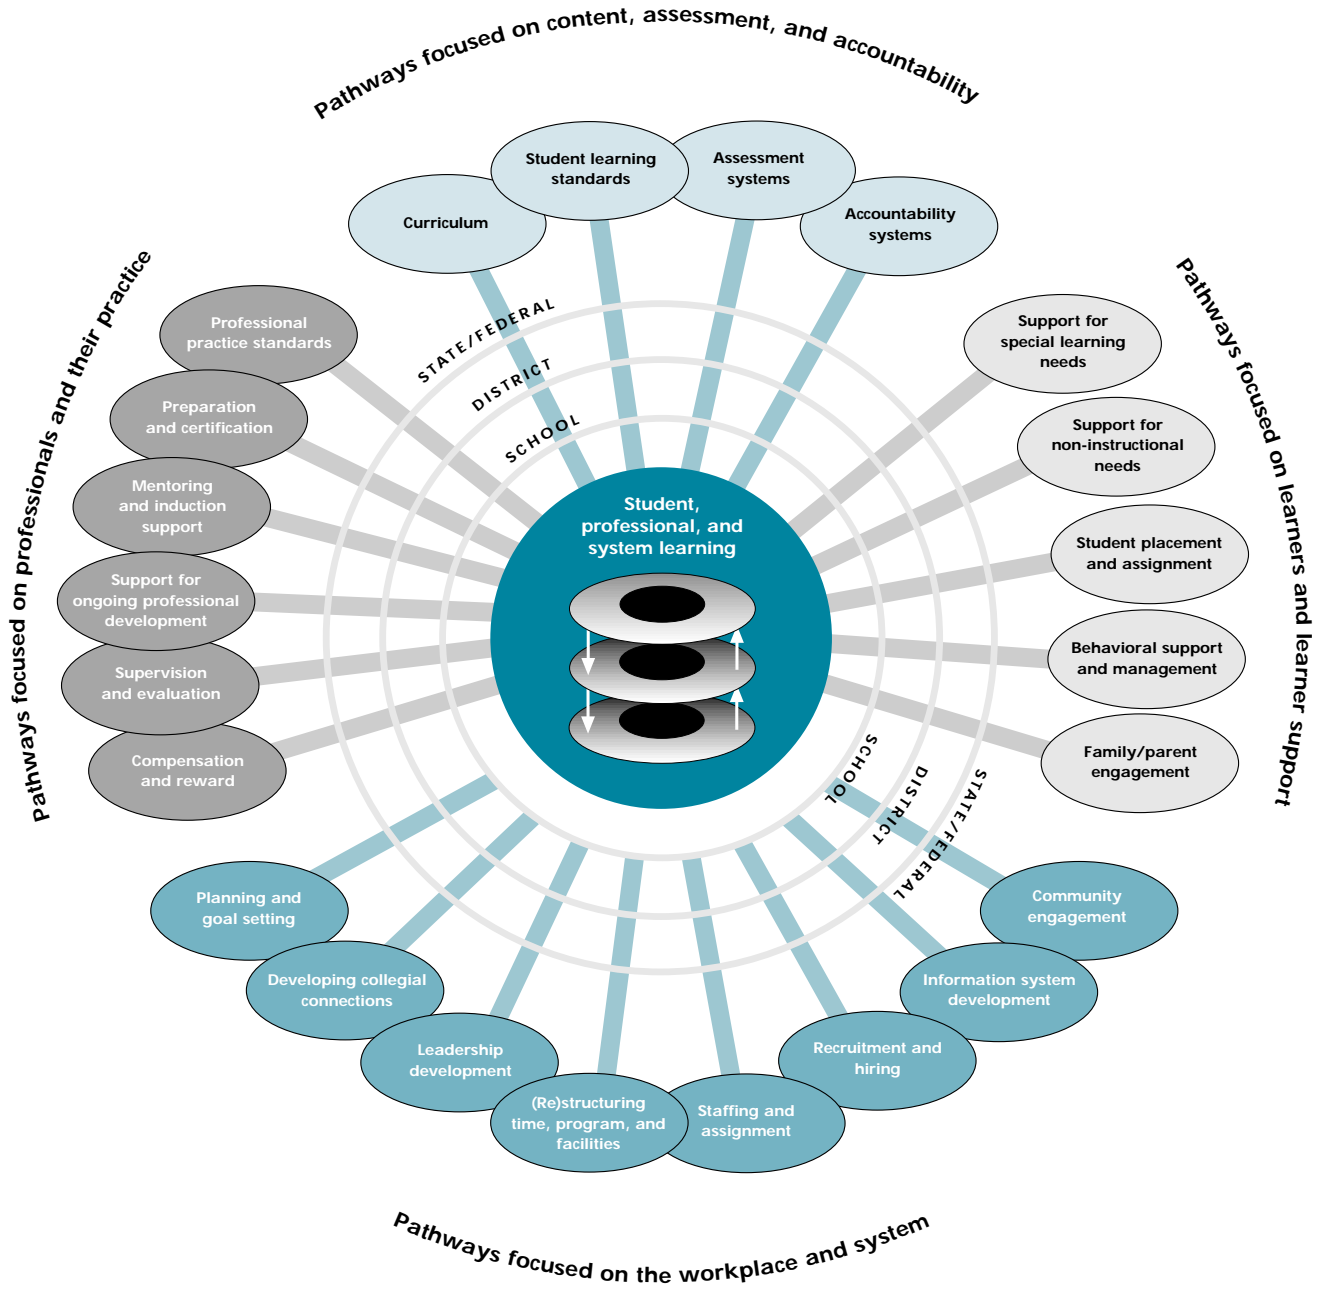 Pathways focused on content, assessment, and accountability
Student learning
standards
Assessment
systems
Curriculum
Accountability
systems
Pathways focused on professionals and their practice
Professional
practice standards
Preparation
and certification
Mentoring
and induction
support
Support for
ongoing professional
development
Supervision
and evaluation
Compensation
and reward
STATE/FEDERAL
DISTRICT
SCHOOL
Student,
professional, and
system learning
Pathways focused on learners and learner support
Support for
special learning
needs
Support for
non-instructional
needs
Student placement
and assignment
Behavioral support
and management
Family/parent
engagement
SCHOOL
DISTRICT
STATE/FEDERAL
Planning and
goal setting
Developing collegial
connections
Leadership
development
(Re)structuring
time, program, and
facilities
Staffing and
assignment
Recruitment and
hiring
Information system
development
Community
engagement
Pathways focused on the workplace and system